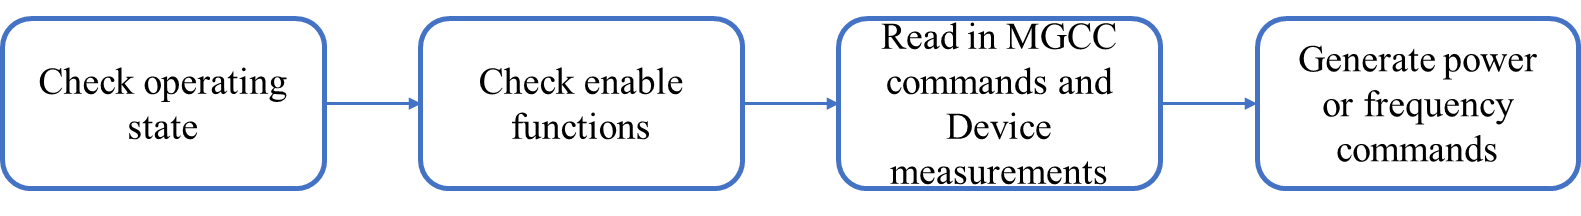 Check operating
state
Check enable
functions
Read in MGCC
commands and
Device
measurements
Generate power
or frequency
commands